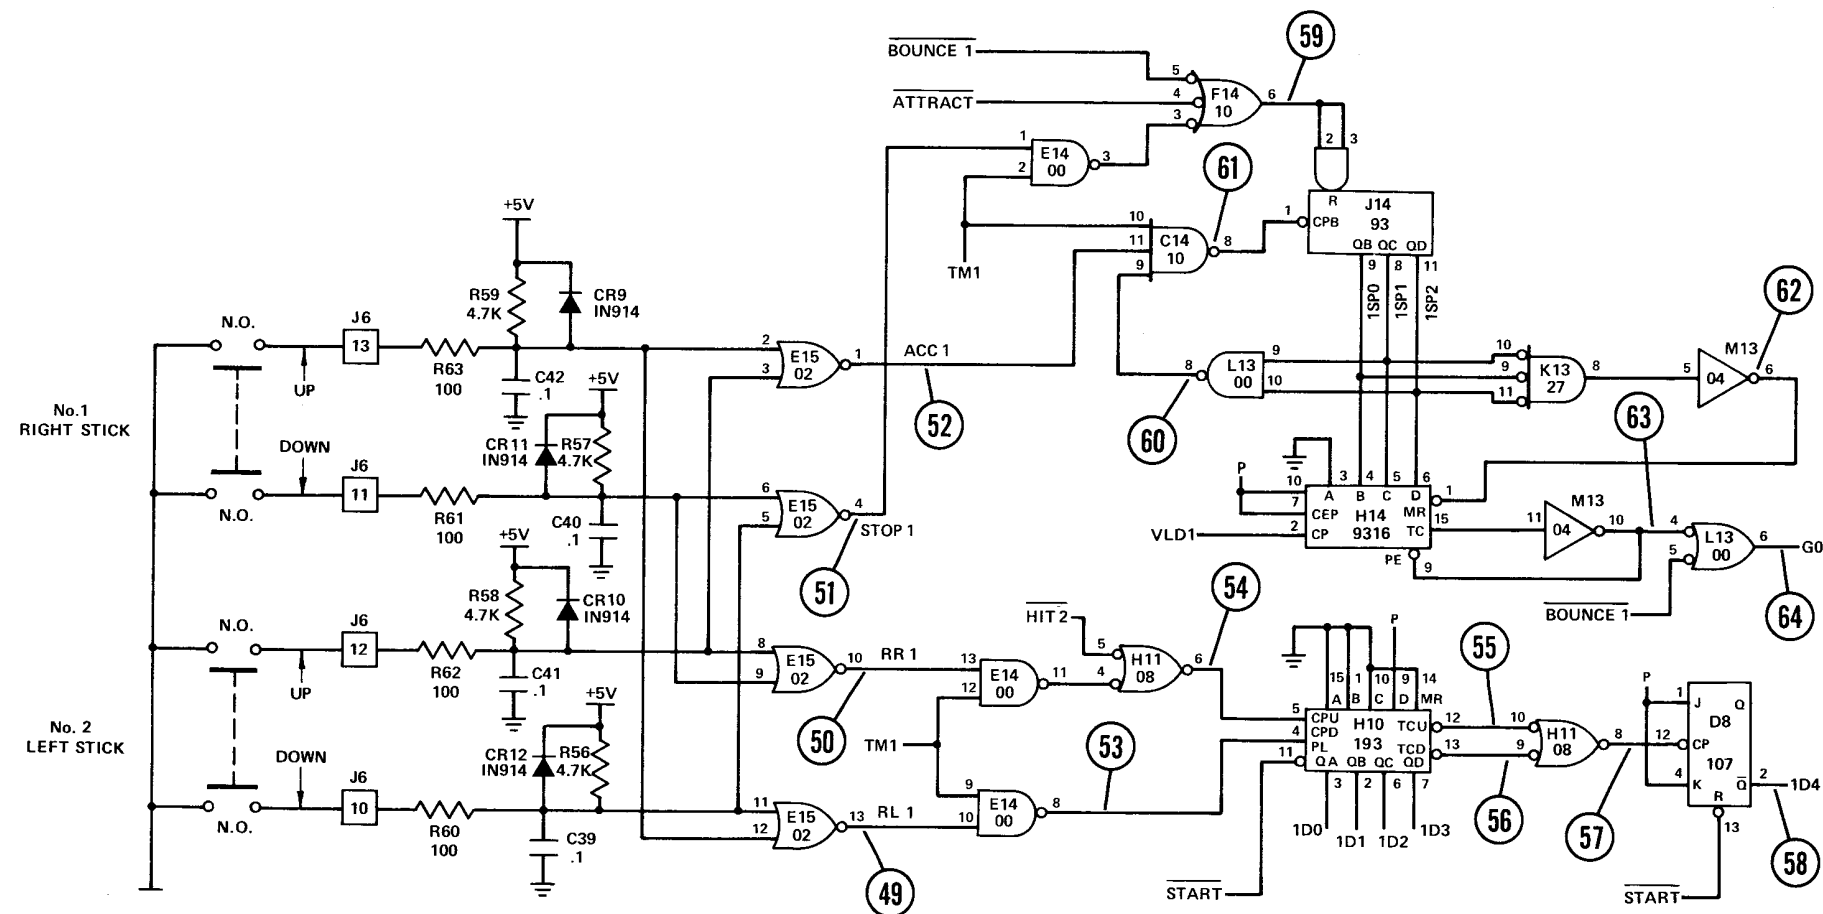 BOUNCE 1
ATTRACT
5
4
3
F14
10
6
59
1
2
E14
00
3
2 3
61
TM1
10
11
9
C14
10
8
1
R
CPB
J14
93
QB QC QD
9 8 11
1SP0
1SP1
1SP2
62
No.1
RIGHT STICK
N.O.
UP
J6
13
R63
100
+5V
R59
4.7K
CR9
IN914
C42
.1
2
3
E15
02
1
ACC 1
52
8
L13
00
9
10
60
10
9
11
K13
27
8
5
M13
04
6
DOWN
N.O.
J6
11
R61
100
+5V
CR11
IN914
R57
4.7K
C40
.1
6
5
E15
02
4
STOP 1
51
P
10
7
2
VLD1
3 4 5 6
A B C D
CEP
CP
H14
9316
MR
TC
PE
1
15
9
11
M13
04
10
63
4
5
L13
00
6
G0
BOUNCE 1
64
No. 2
LEFT STICK
N.O.
UP
J6
12
R62
100
+5V
R58
4.7K
CR10
IN914
C41
.1
8
9
E15
02
10
RR 1
50
13
12
E14
00
11
HIT 2
5
4
H11
08
6
54
DOWN
N.O.
J6
10
R60
100
+5V
CR12
IN914
R56
4.7K
C39
.1
11
12
E15
02
13
RL 1
49
TM1
9
10
E14
00
8
53
P
15 1 10 9 14
A B C D MR
5
4
11
CPU
CPD
PL
H10
193
TCU
TCD
QA QB QC QD
3 2 6 7
1D0
1D1
1D2
1D3
START
12
13
55
56
10
9
H11
08
8
57
P
1
12
4
J
CP
K
D8
107
Q
Q
R
2
1D4
13
58
START